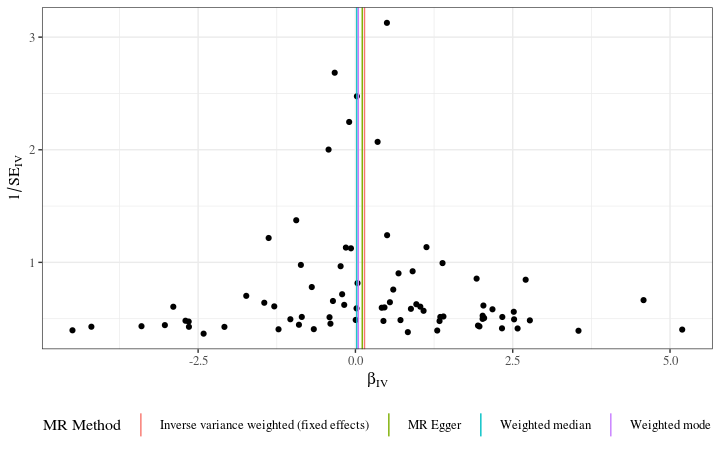 3
2
1
1/SE_IV
-2.5 0.0 2.5 5.0
β_IV
MR Method Inverse variance weighted (fixed effects) MR Egger Weighted median Weighted mode